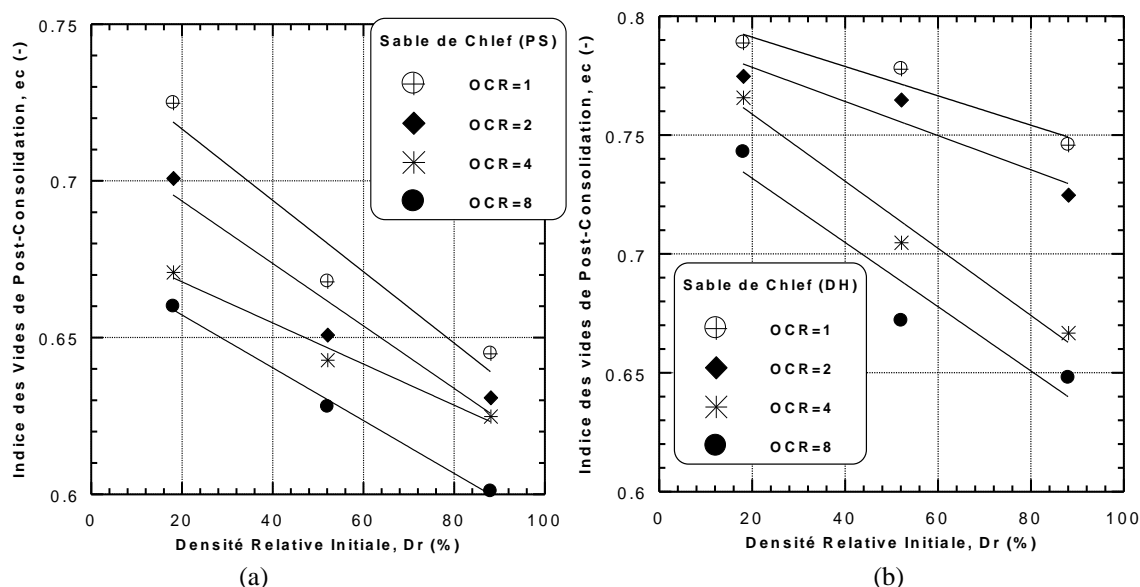 0.75
0.7
0.65
0.6
0 20 40 60 80 100
Indice des Vides de Post-Consolidation, ec (-)
Densité Relative Initiale, Dr (%)
Sable de Chlef (PS)
OCR=1
OCR=2
OCR=4
OCR=8
(a)
0.8
0.75
0.7
0.65
0.6
0 20 40 60 80 100
Indice des vides de Post-Consolidation, ec (-)
Densité Relative Initiale, Dr (%)
Sable de Chlef (DH)
OCR=1
OCR=2
OCR=4
OCR=8
(b)